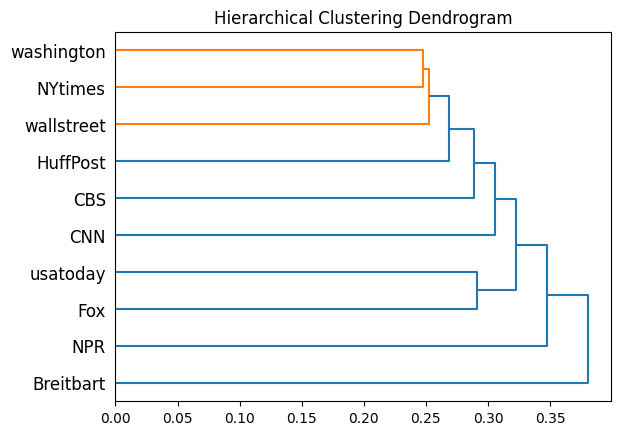 Hierarchical Clustering Dendrogram
washington
NYtimes
wallstreet
HuffPost
CBS
CNN
usatoday
Fox
NPR
Breitbart
0.00 0.05 0.10 0.15 0.20 0.25 0.30 0.35